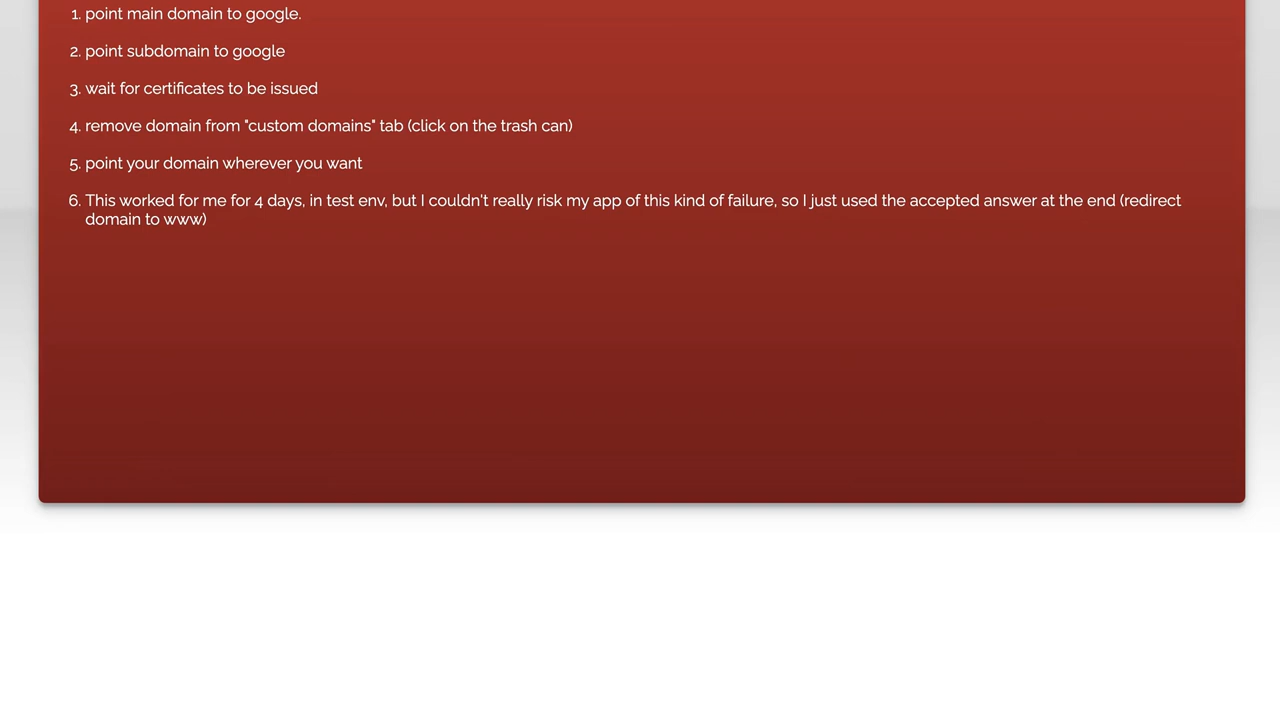 1. point main domain to google.
2. point subdomain to google
3. wait for certificates to be issued
4. remove domain from "custom domains" tab (click on the trash can)
5. point your domain wherever you want
6. This worked for me for 4 days, in test env, but I couldn't really risk my app of this kind of failure, so I just used the accepted answer at the end (redirect
domain to www)